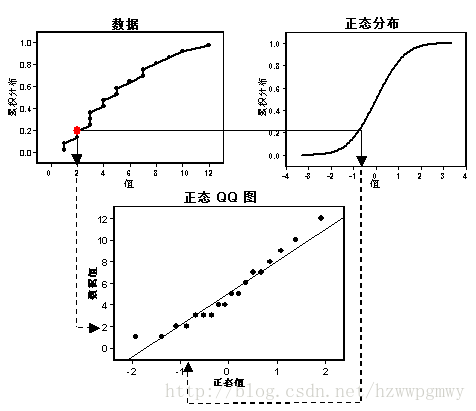 数据
正态分布
累积分布
1.0
0.8
0.6
0.4
0.2
0.0
0 2 4 6 8 10 12
值
累积分布
1.0
0.8
0.6
0.4
0.2
0.0
-4 -3 -2 -1 0 1 2 3 4
值
正态 QQ 图
数据值
12
10
8
6
4
2
0
-2 -1 0 1 2
正态值
http://blog.csdn.net/hzwwpgmwy